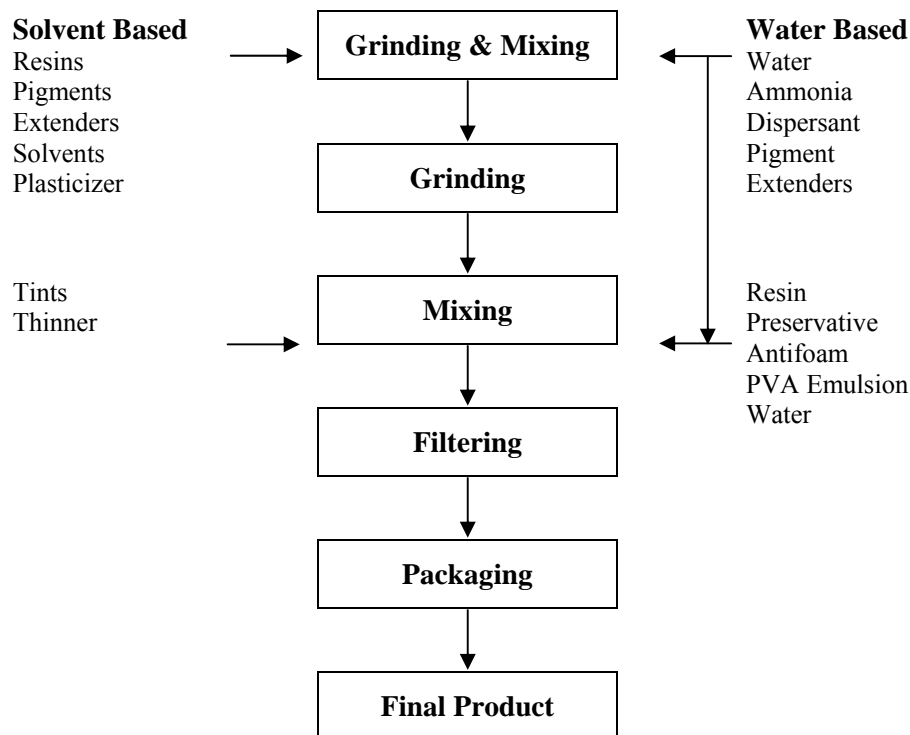 Solvent Based
Resins
Pigments
Extenders
Solvents
Plasticizer
Tints
Thinner
Grinding & Mixing
Grinding
Mixing
Filtering
Packaging
Final Product
Water Based
Water
Ammonia
Dispersant
Pigment
Extenders
Resin
Preservative
Antifoam
PVA Emulsion
Water